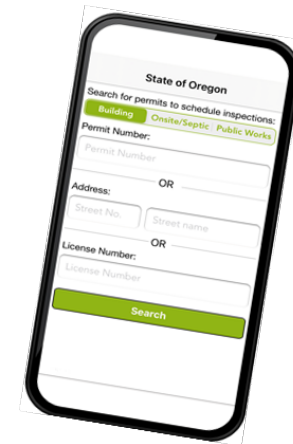 State of Oregon
Search for permits to schedule inspections:
Building Onsite/Septic Public Works
Permit Number:
Permit Number
OR
Address:
Street No. Street name
OR
License Number:
License Number
Search